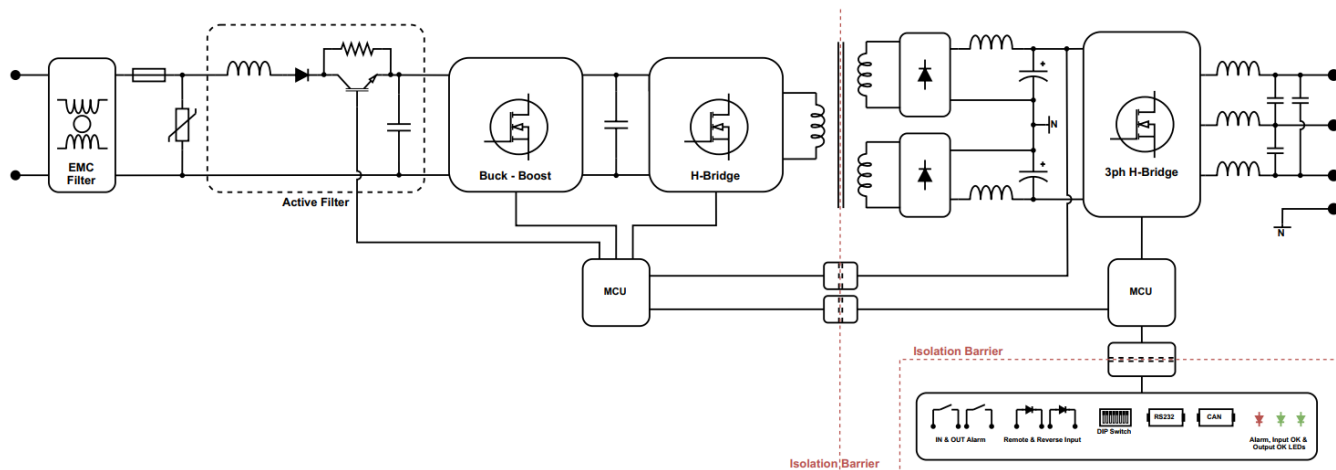 EMC
Filter
Active Filter
Buck - Boost
H-Bridge
N
3ph H-Bridge
N
MCU
MCU
Isolation Barrier
IN & OUT Alarm
Remote & Reverse Input
DIP Switch
RS232
CAN
Alarm, Input OK &
Output OK LEDs
Isolation Barrier